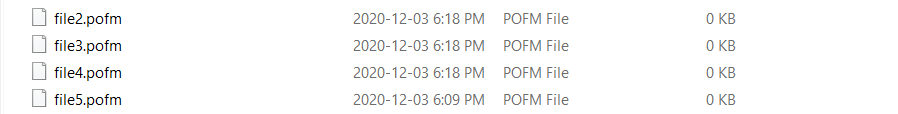 file2.pofm 2020-12-03 6:18 PM POFM File 0 KB
file3.pofm 2020-12-03 6:18 PM POFM File 0 KB
file4.pofm 2020-12-03 6:18 PM POFM File 0 KB
file5.pofm 2020-12-03 6:09 PM POFM File 0 KB